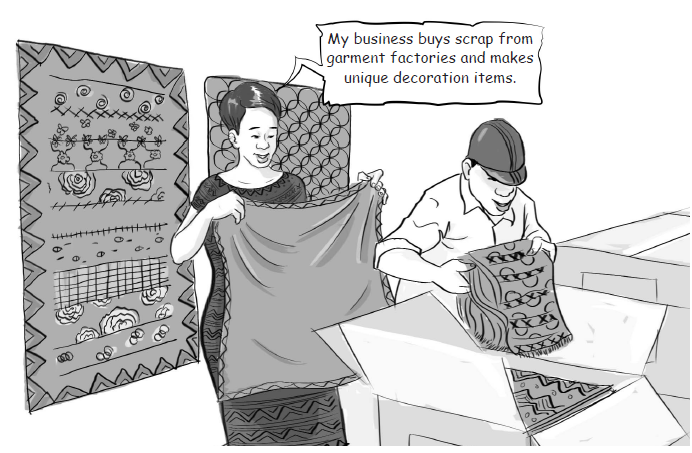 My business buys scrap from
garment factories and makes
unique decoration items.